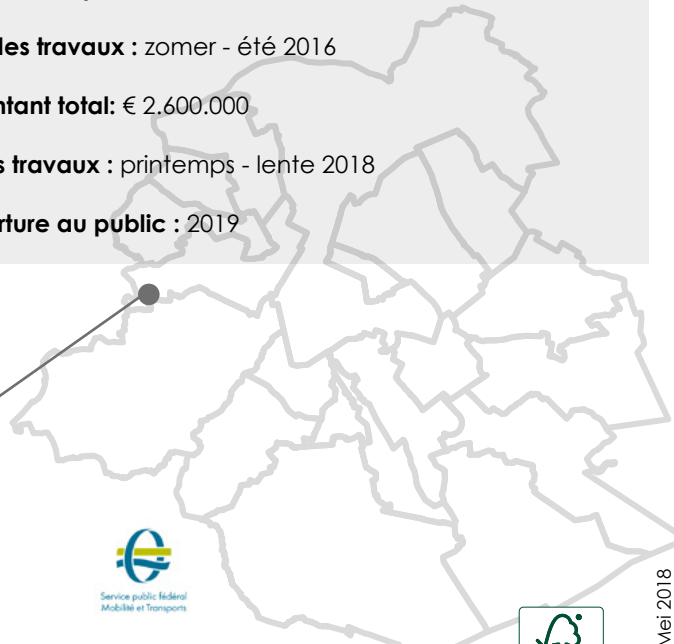 des travaux : zomer - été 2016
ntant total: € 2.600.000
s travaux : printemps - lente 2018
rture au public : 2019
Service public fédéral
Mobilité et Transports
Mei 2018